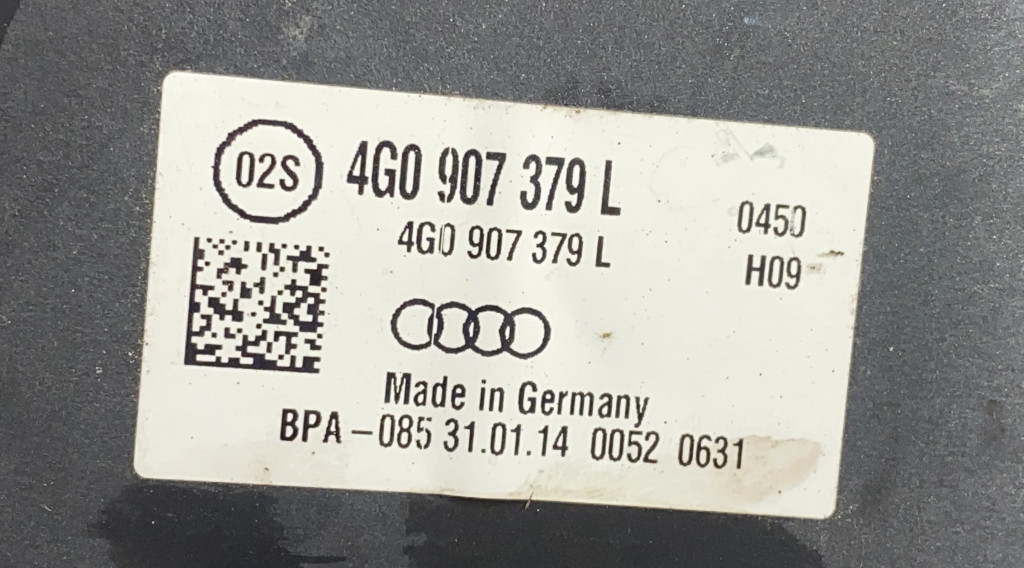 02S 4G0 907 379 L
4G0 907 379 L
0450
H09
Made in Germany
BPA-085 31.01.14 0052 0631